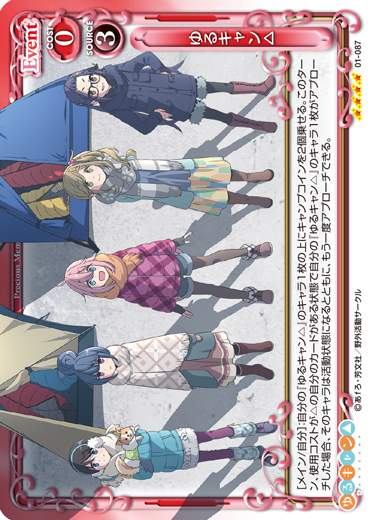 Event
COST
0
SOURCE
3
ゆるキャン△
Precious Mem
[メイン/自分]:自分の『ゆるキャン△』のキャラ1枚の上にキャンプコインを2個乗せる。このター
ン、使用コストが△の自分のカードがある状態で自分の『ゆるキャン△』のキャラ1枚がアプロー
チした場合、そのキャラは活動状態になるとともに、もう一度アプローチできる。
ゆるキャン△
©あfろ・芳文社/野外活動サークル
01-087